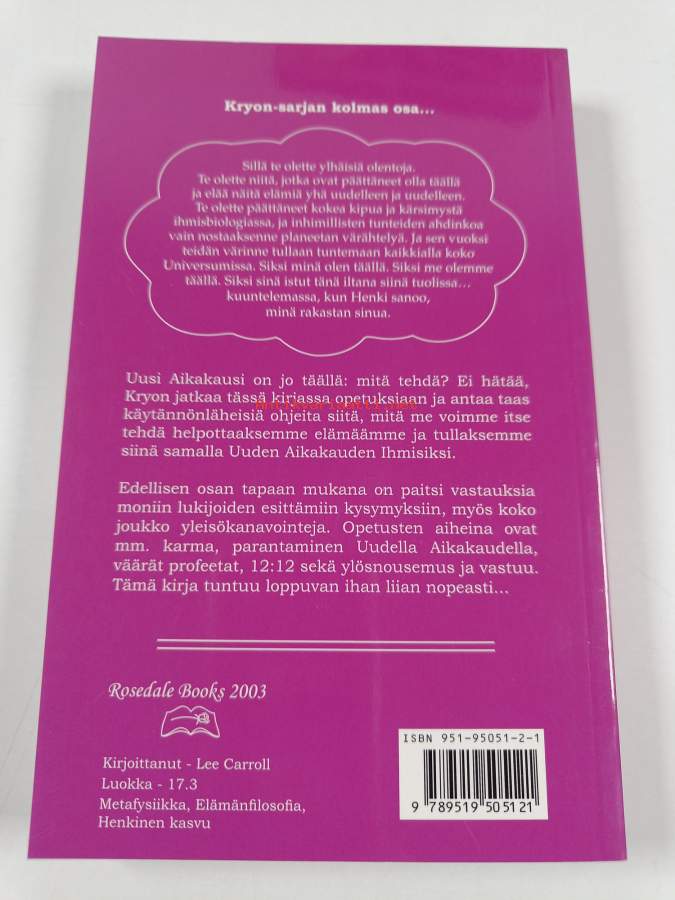 Kryon-sarjan kolmas osa...
Sillä te olette ylhäisiä olentoja.
Te olette niitä, jotka ovat päättäneet olla täällä
ja elää näitä elämiä yhä uudelleen ja uudelleen.
Te olette päättäneet kokea kipua ja kärsimystä
ihmisbiologiassa, ja inhimillisten tunteiden ahdinkoa
vain nostaaksenne planeetan värähtelyä. Ja sen vuoksi
teidän värinne tullaan tuntemaan kaikkialla koko
Universumissa. Siksi minä olen täällä. Siksi me olemme
täällä. Siksi sinä istut tänä iltana siinä tuolissa...
kuuntelemassa, kun Henki sanoo,
minä rakastan sinua.
Uusi Aikakausi on jo täällä: mitä tehdä? Ei hätää,
Kryon jatkaa tässä kirjassa opetuksiaan ja antaa taas
antikvariaatti.net
käytännönläheisiä ohjeita siitä, mitä me voimme itse
tehdä helpottaaksemme elämäämme ja tullaksemme
siinä samalla Uuden Aikakauden Ihmisiksi.
Edellisen osan tapaan mukana on paitsi vastauksia
moniin lukijoiden esittämiin kysymyksiin, myös koko
joukko yleisökanavointeja. Opetusten aiheina ovat
mm. karma, parantaminen Uudella Aikakaudella,
väärät profeetat, 12:12 sekä ylösnousemus ja vastuu.
Tämä kirja tuntuu loppuvan ihan liian nopeasti...
Rosedale Books 2003
Kirjoittanut - Lee Carroll
Luokka - 17.3
Metafysiikka, Elämänfilosofia,
Henkinen kasvu
ISBN 951-95051-2-1
9 789519 505121